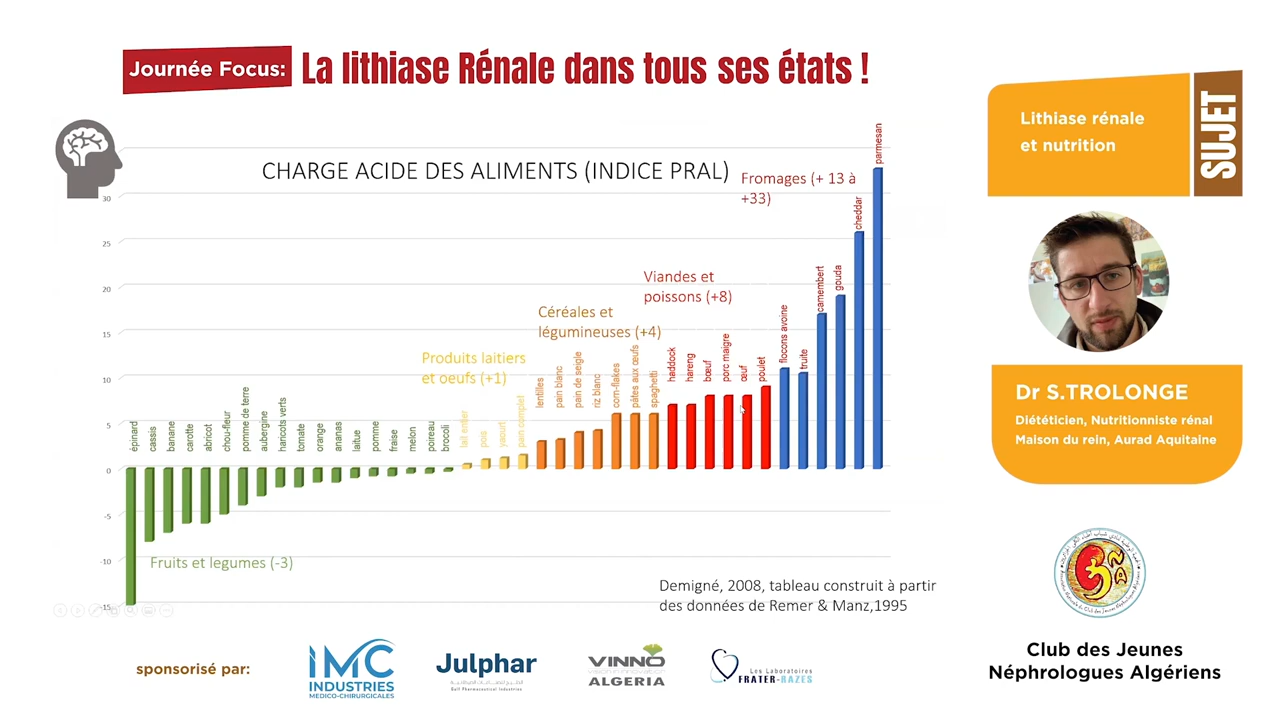 Journée Focus: La lithiase Rénale dans tous ses états !
SUJET
Lithiase rénale
et nutrition
CHARGE ACIDE DES ALIMENTS (INDICE PRAL)
Fromages (+ 13 à
+33)
Viandes et
poissons (+8)
Céréales et
légumineuses (+4)
Produits laitiers
et oeufs (+1)
Fruits et legumes (-3)
30
25
20
15
10
5
0
-5
-10
-15
épinard
cassis
banane
carotte
abricot
chou-fleur
pomme de terre
aubergine
haricots verts
tomate
orange
ananas
laitue
pomme
fraise
melon
poireau
brocoli
lait entier
pois
yaourt
pain complet
lentilles
pain blanc
pain de seigle
riz blanc
corn-flakes
pâtes aux œufs
spaghetti
haddock
hareng
bœuf
porc maigre
œuf
poulet
flocons avoine
truite
camembert
gouda
cheddar
parmesan
Demigné, 2008, tableau construit à partir
des données de Remer & Manz,1995
Dr S.TROLONGE
Diététicien, Nutritionniste rénal
Maison du rein, Aurad Aquitaine
Club des Jeunes
Néphrologues Algériens
sponsorisé par:
IMC
INDUSTRIES
MEDICO-CHIRURGICALES
Julphar
Gulf Pharmaceutical Industries
VINNO
ALGERIA
Les Laboratoires
FRATER-RAZES